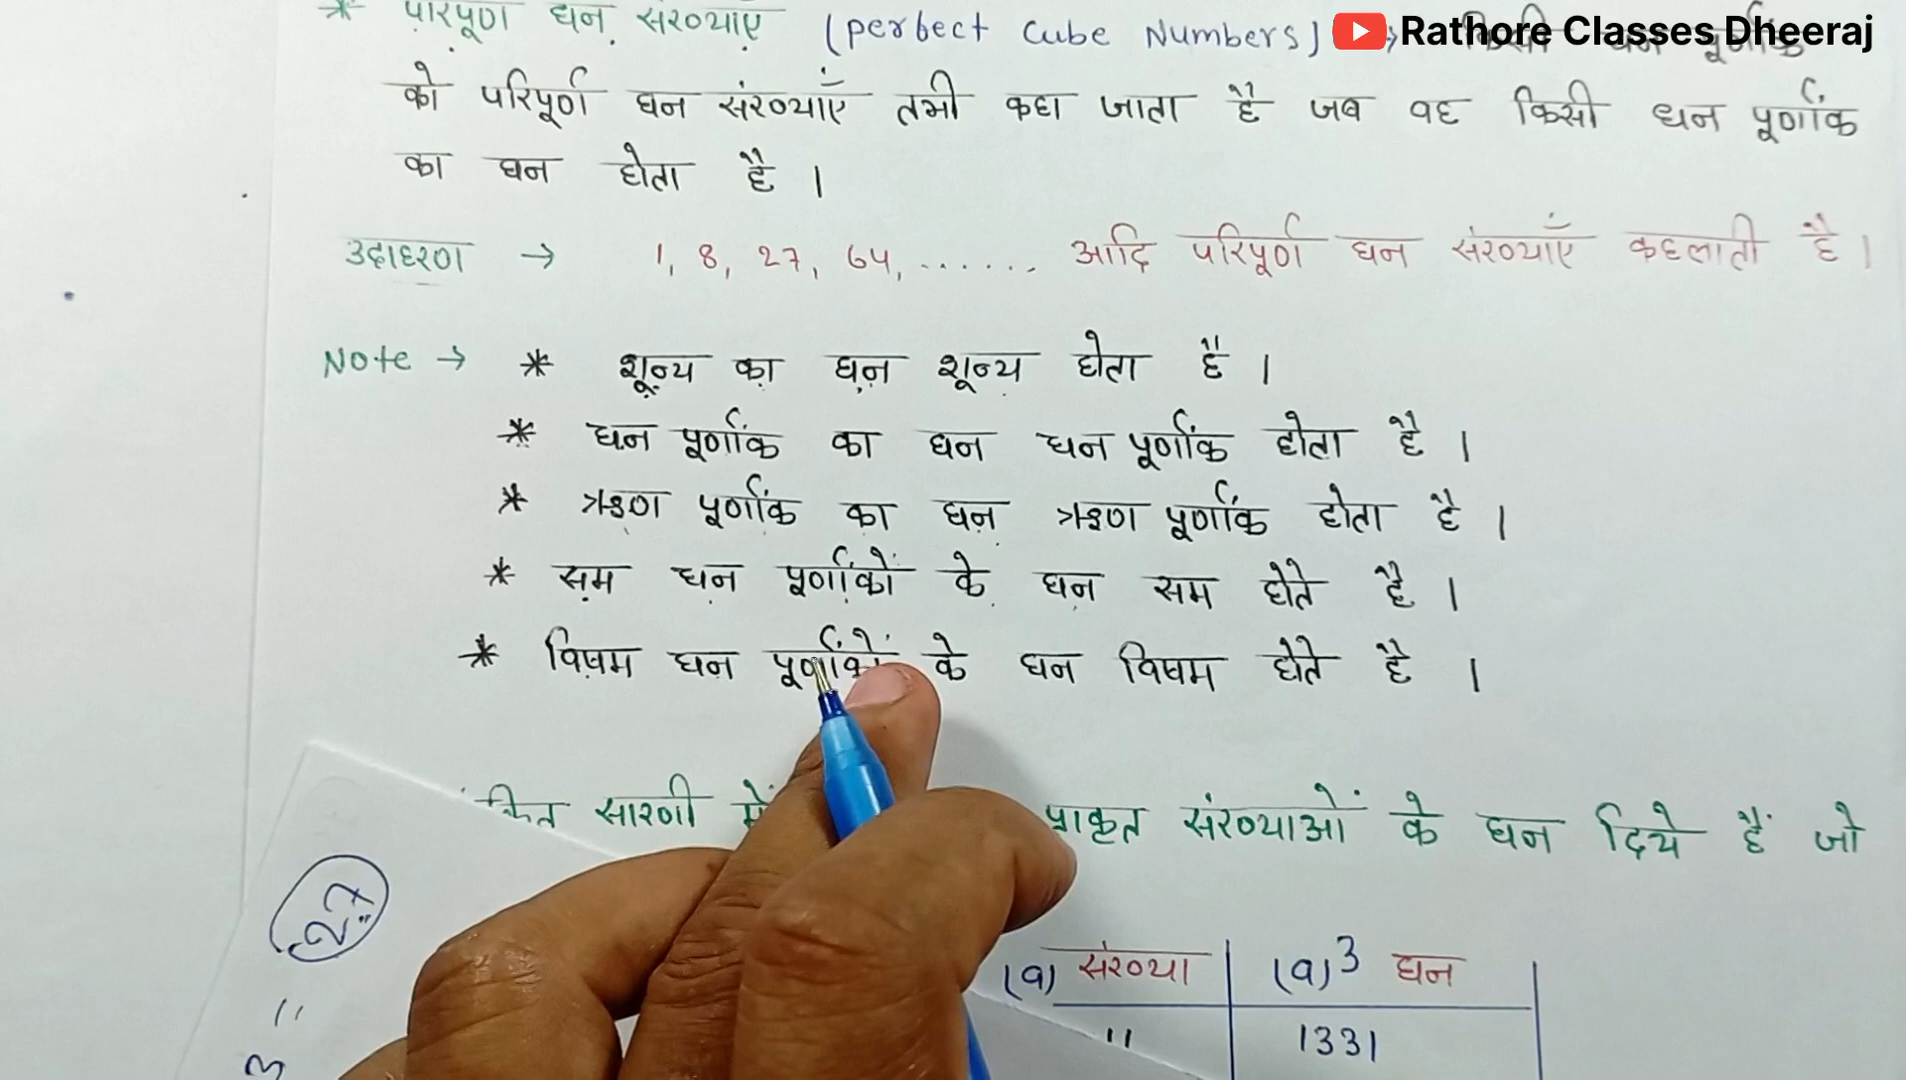 * परिपूर्ण घन संख्याएँ (perfect Cube Numbers) → किसी धन पूर्णांक
Rathore Classes Dheeraj
को परिपूर्ण घन संख्याएँ तभी कहा जाता है जब वह किसी धन पूर्णांक
का घन होता है ।
उदाहरण → 1, 8, 27, 64, ....... आदि परिपूर्ण घन संख्याएँ कहलाती है ।
Note → * शून्य का घन शून्य होता है ।
* धन पूर्णांक का घन धन पूर्णांक होता है ।
* ऋण पूर्णांक का घन ऋण पूर्णांक होता है ।
* सम धन पूर्णांकों के घन सम होते है ।
* विषम धन पूर्णांकों के घन विषम होते है ।
सारणी में प्राकृत संख्याओं के घन दिये हैं जो
27
(a) संख्या (a)³ घन
11 1331
3